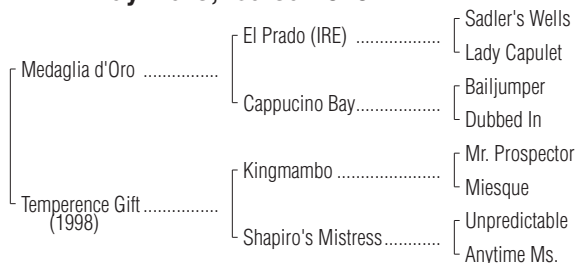 Sadler's Wells
El Prado (IRE) ...................
Lady Capulet
Medaglia d'Oro ................
Bailjumper
Cappucino Bay...................
Dubbed In
Mr. Prospector
Kingmambo .......................
Miesque
Temperence Gift ................
(1998)
Unpredictable
Shapiro's Mistress.............
Anytime Ms.